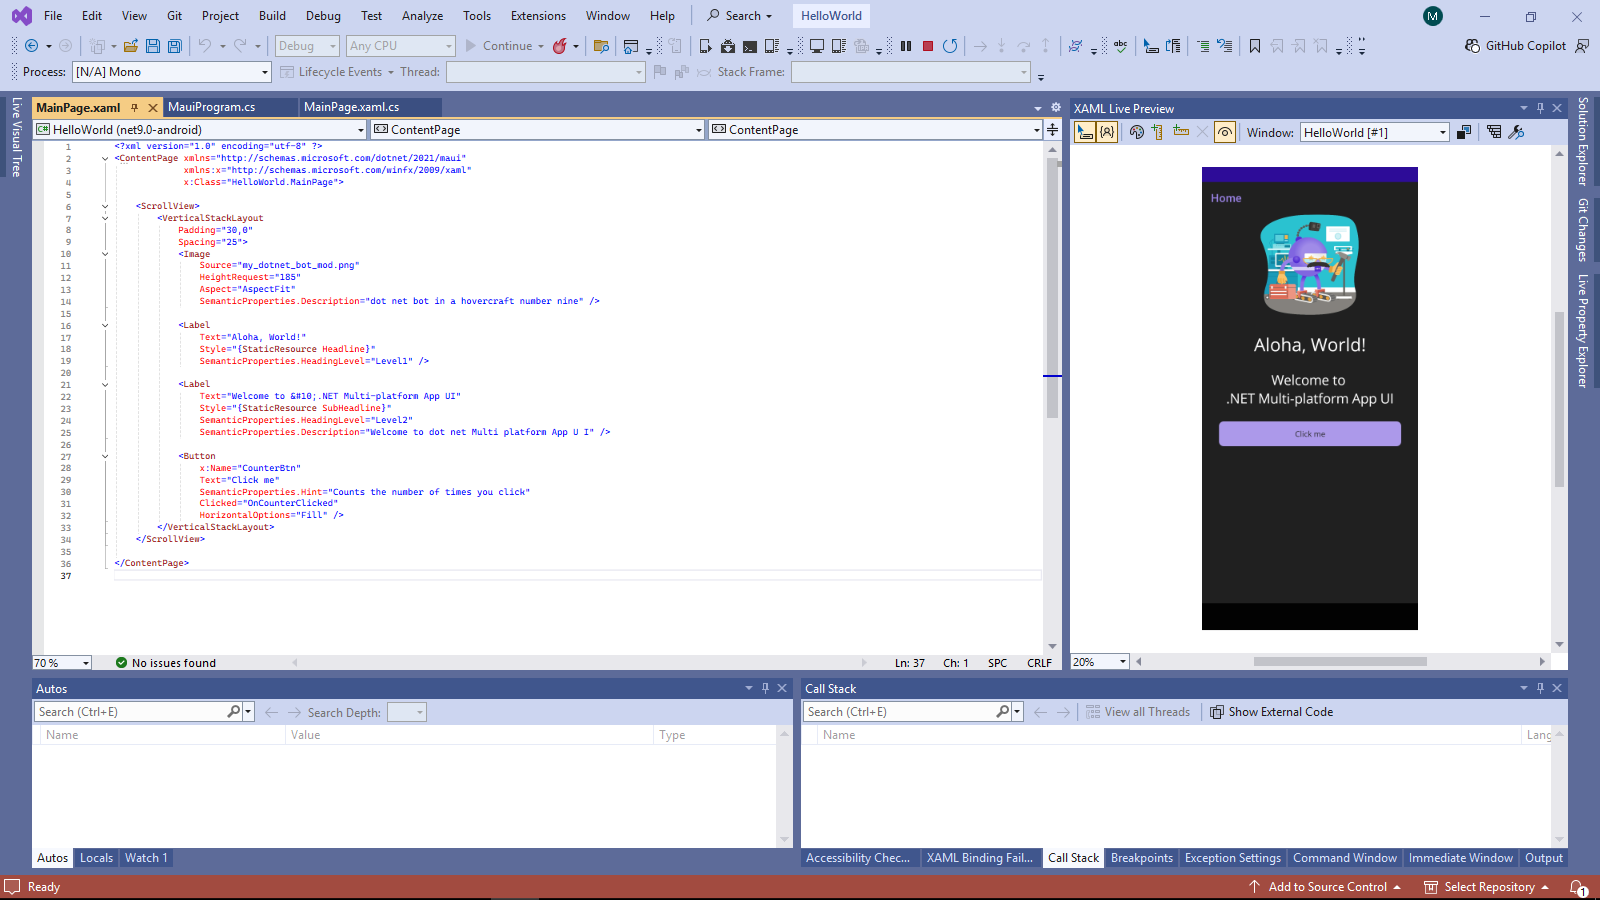 File Edit View Git Project Build Debug Test Analyze Tools Extensions Window Help Search HelloWorld M
Debug Any CPU Continue GitHub Copilot
Process: [N/A] Mono Lifecycle Events Thread: Stack Frame:
Live Visual Tree
MainPage.xaml MauiProgram.cs MainPage.xaml.cs
HelloWorld (net9.0-android) ContentPage ContentPage
1 <?xml version="1.0" encoding="utf-8" ?>
2 <ContentPage xmlns="http://schemas.microsoft.com/dotnet/2021/maui"
3 xmlns:x="http://schemas.microsoft.com/winfx/2009/xaml"
4 x:Class="HelloWorld.MainPage">
5
6 <ScrollView>
7 <VerticalStackLayout
8 Padding="30,0"
9 Spacing="25">
10 <Image
11 Source="my_dotnet_bot_mod.png"
12 HeightRequest="185"
13 Aspect="AspectFit"
14 SemanticProperties.Description="dot net bot in a hovercraft number nine" />
15
16 <Label
17 Text="Aloha, World!"
18 Style="{StaticResource Headline}"
19 SemanticProperties.HeadingLevel="Level1" />
20
21 <Label
22 Text="Welcome to &#10;.NET Multi-platform App UI"
23 Style="{StaticResource SubHeadline}"
24 SemanticProperties.HeadingLevel="Level2"
25 SemanticProperties.Description="Welcome to dot net Multi platform App U I" />
26
27 <Button
28 x:Name="CounterBtn"
29 Text="Click me"
30 SemanticProperties.Hint="Counts the number of times you click"
31 Clicked="OnCounterClicked"
32 HorizontalOptions="Fill" />
33 </VerticalStackLayout>
34 </ScrollView>
35
36 </ContentPage>
37
70 % No issues found Ln: 37 Ch: 1 SPC CRLF
XAML Live Preview
Window: HelloWorld [#1]
Home
Aloha, World!
Welcome to
.NET Multi-platform App UI
Click me
20%
Solution Explorer
Git Changes
Live Property Explorer
Autos
Search (Ctrl+E) Search Depth:
Name Value Type
Autos Locals Watch 1
Call Stack
Search (Ctrl+E) View all Threads Show External Code
Name Lang
Accessibility Chec... XAML Binding Fail... Call Stack Breakpoints Exception Settings Command Window Immediate Window Output
Ready Add to Source Control Select Repository 1